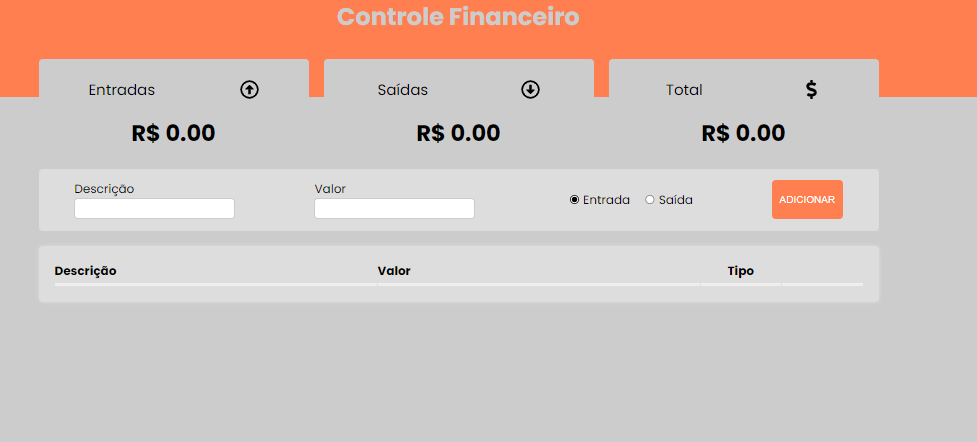 Controle Financeiro
Entradas Saídas Total
R$ 0.00 R$ 0.00 R$ 0.00
Descrição Valor
Entrada Saída ADICIONAR
Descrição Valor Tipo